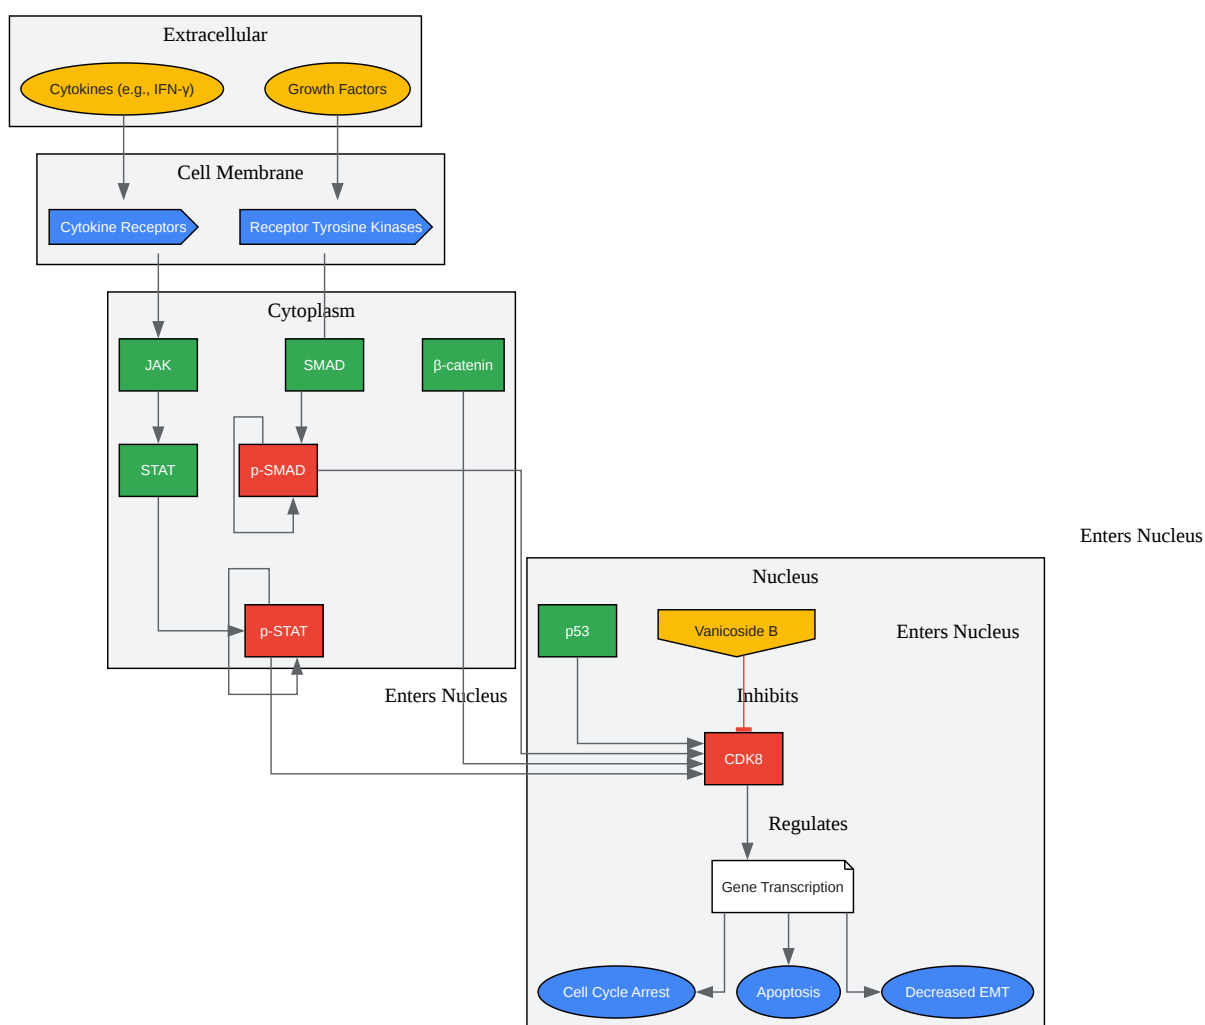 Extracellular
Cytokines (e.g., IFN-γ)
Growth Factors
Cell Membrane
Cytokine Receptors
Receptor Tyrosine Kinases
Cytoplasm
JAK
SMAD
β-catenin
STAT
p-SMAD
Enters Nucleus
Nucleus
p-STAT
p53
Vanicoside B
Enters Nucleus
Enters Nucleus
Inhibits
CDK8
Regulates
Gene Transcription
Cell Cycle Arrest
Apoptosis
Decreased EMT